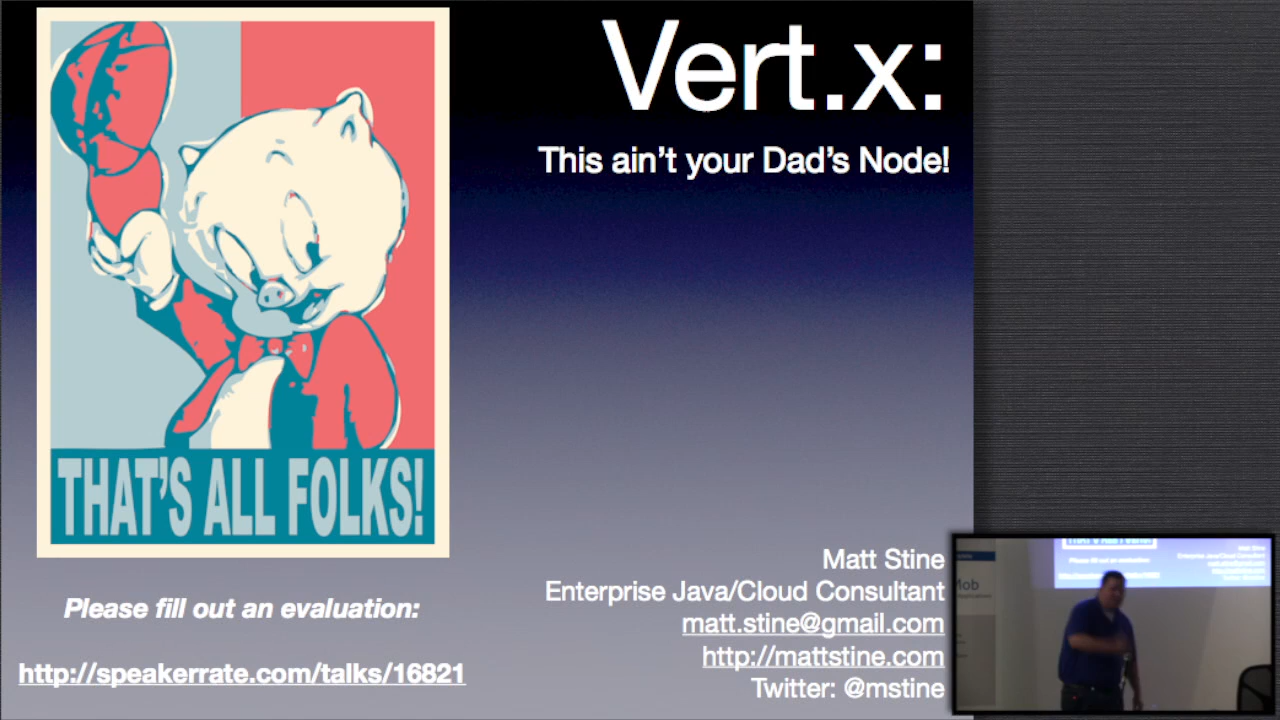 Vert.x:
This ain't your Dad's Node!
THAT'S ALL FOLKS!
Please fill out an evaluation:
http://speakerrate.com/talks/16821
Matt Stine
Enterprise Java/Cloud Consultant
matt.stine@gmail.com
http://mattstine.com
Twitter: @mstine